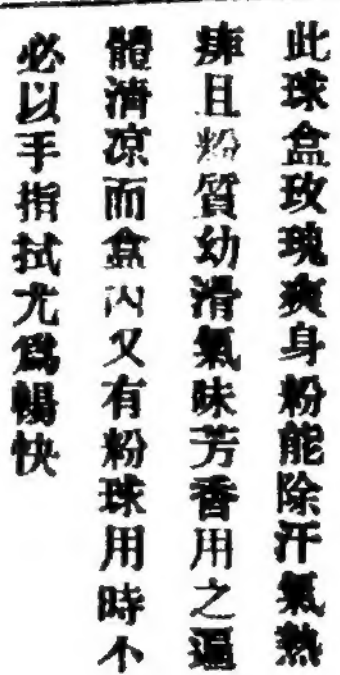 此球盒玫瑰爽身粉能除汗氣熱
痱且粉質幼滑氣味芳香用之遍
體清凉而盒內又有粉球用時不
必以手指拭尤爲暢快